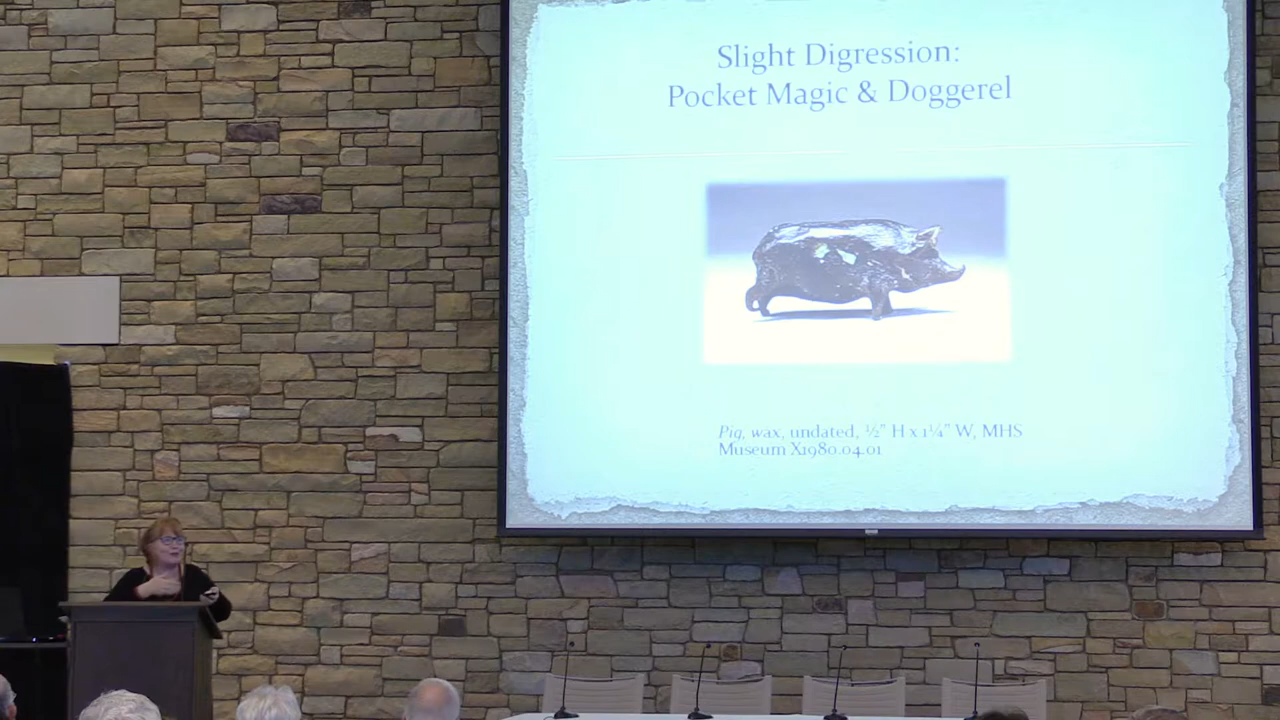 Slight Digression:
Pocket Magic & Doggerel
Pig, wax, undated, ½" H x 1¼" W, MHS
Museum X1980.04.01